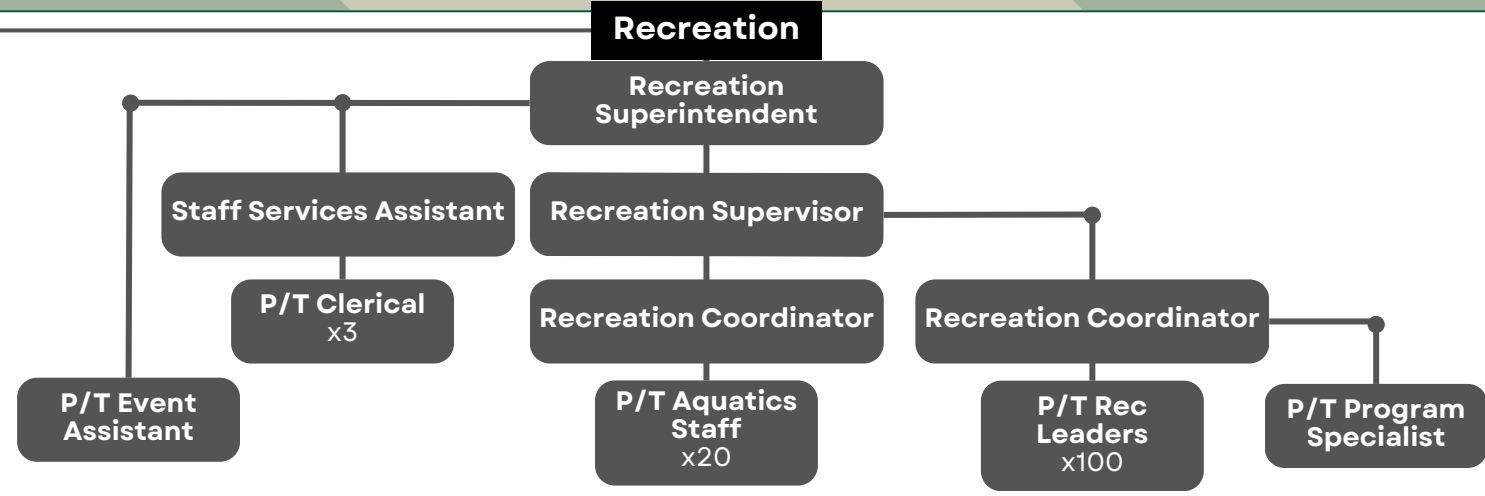 Recreation
Recreation
Superintendent
Staff Services Assistant
Recreation Supervisor
P/T Clerical
x3
Recreation Coordinator
Recreation Coordinator
P/T Event
Assistant
P/T Aquatics
Staff
x20
P/T Rec
Leaders
x100
P/T Program
Specialist